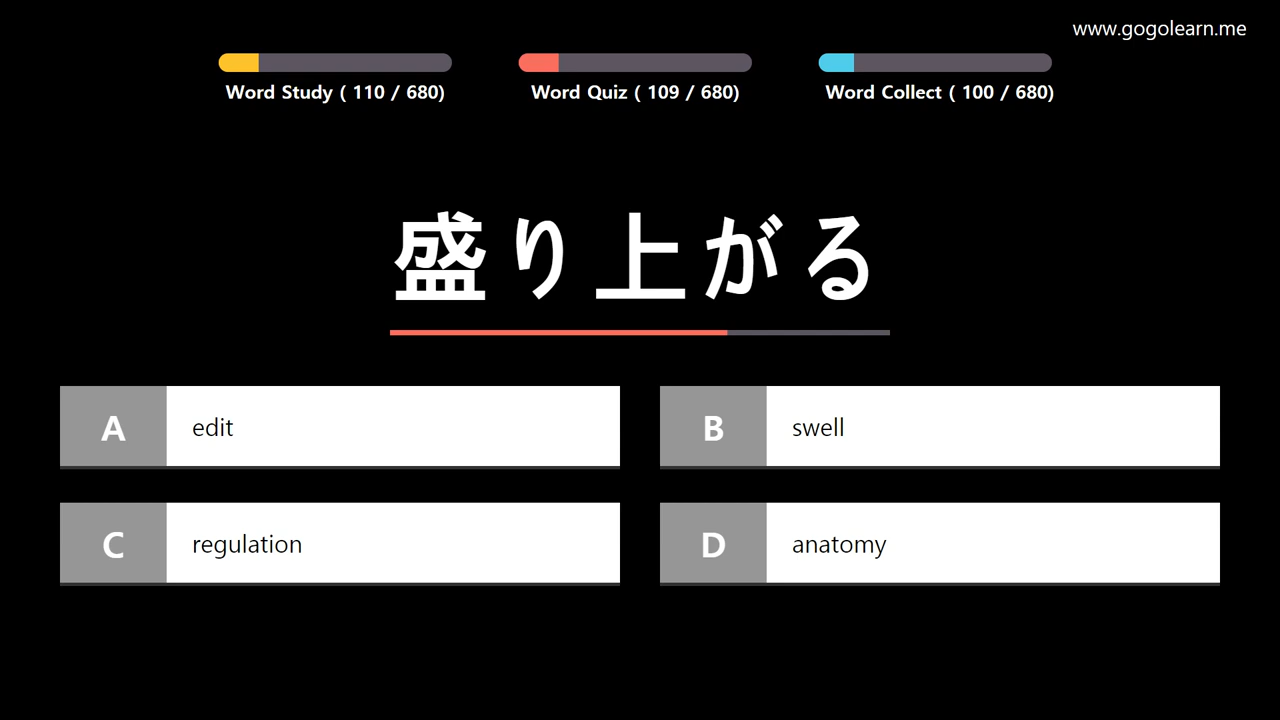 www.gogolearn.me
Word Study ( 110 / 680)
Word Quiz ( 109 / 680)
Word Collect ( 100 / 680)
盛り上がる
A edit
B swell
C regulation
D anatomy